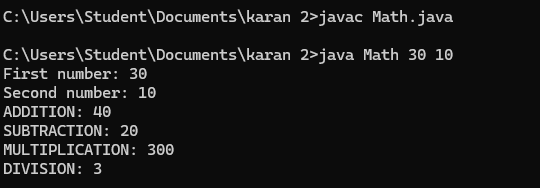 C:\Users\Student\Documents\karan 2>javac Math.java
C:\Users\Student\Documents\karan 2>java Math 30 10
First number: 30
Second number: 10
ADDITION: 40
SUBTRACTION: 20
MULTIPLICATION: 300
DIVISION: 3